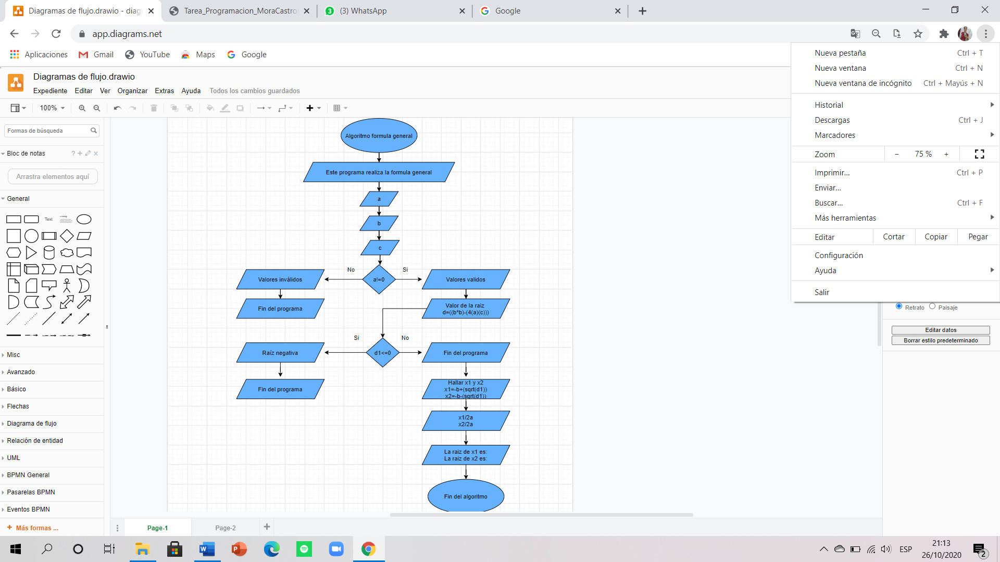 Diagramas de flujo.drawio - diag
Tarea_Programacion_MoraCastro
(3) WhatsApp
Google
app.diagrams.net
Aplicaciones
Gmail
YouTube
Maps
Google
Diagramas de flujo.drawio
Expediente Editar Ver Organizar Extras Ayuda Todos los cambios guardados
100%
Formas de búsqueda
Bloc de notas
?
Arrastra elementos aquí
General
Text
Misc
Avanzado
Básico
Flechas
Diagrama de flujo
Relación de entidad
UML
BPMN General
Pasarelas BPMN
Eventos BPMN
+ Más formas ...
Algoritmo formula general
Este programa realiza la formula general
a
b
c
No
Si
Valores inválidos
a!=0
Valores validos
Fin del programa
Valor de la raiz
d=((b*b)-(4(a)(c)))
Si
No
Raíz negativa
d1<=0
Fin del programa
Fin del programa
Hallar x1 y x2
x1=-b+(sqrt(d1))
x2=-b-(sqrt(d1))
x1/2a
x2/2a
La raiz de x1 es:
La raiz de x2 es:
Fin del algoritmo
Page-1
Page-2
Nueva pestaña Ctrl + T
Nueva ventana Ctrl + N
Nueva ventana de incógnito Ctrl + Mayús + N
Historial
Descargas Ctrl + J
Marcadores
Zoom − 75 % +
Imprimir... Ctrl + P
Enviar...
Buscar... Ctrl + F
Más herramientas
Editar Cortar Copiar Pegar
Configuración
Ayuda
Salir
Retrato Paisaje
Editar datos
Borrar estilo predeterminado
ESP
21:13
26/10/2020
2